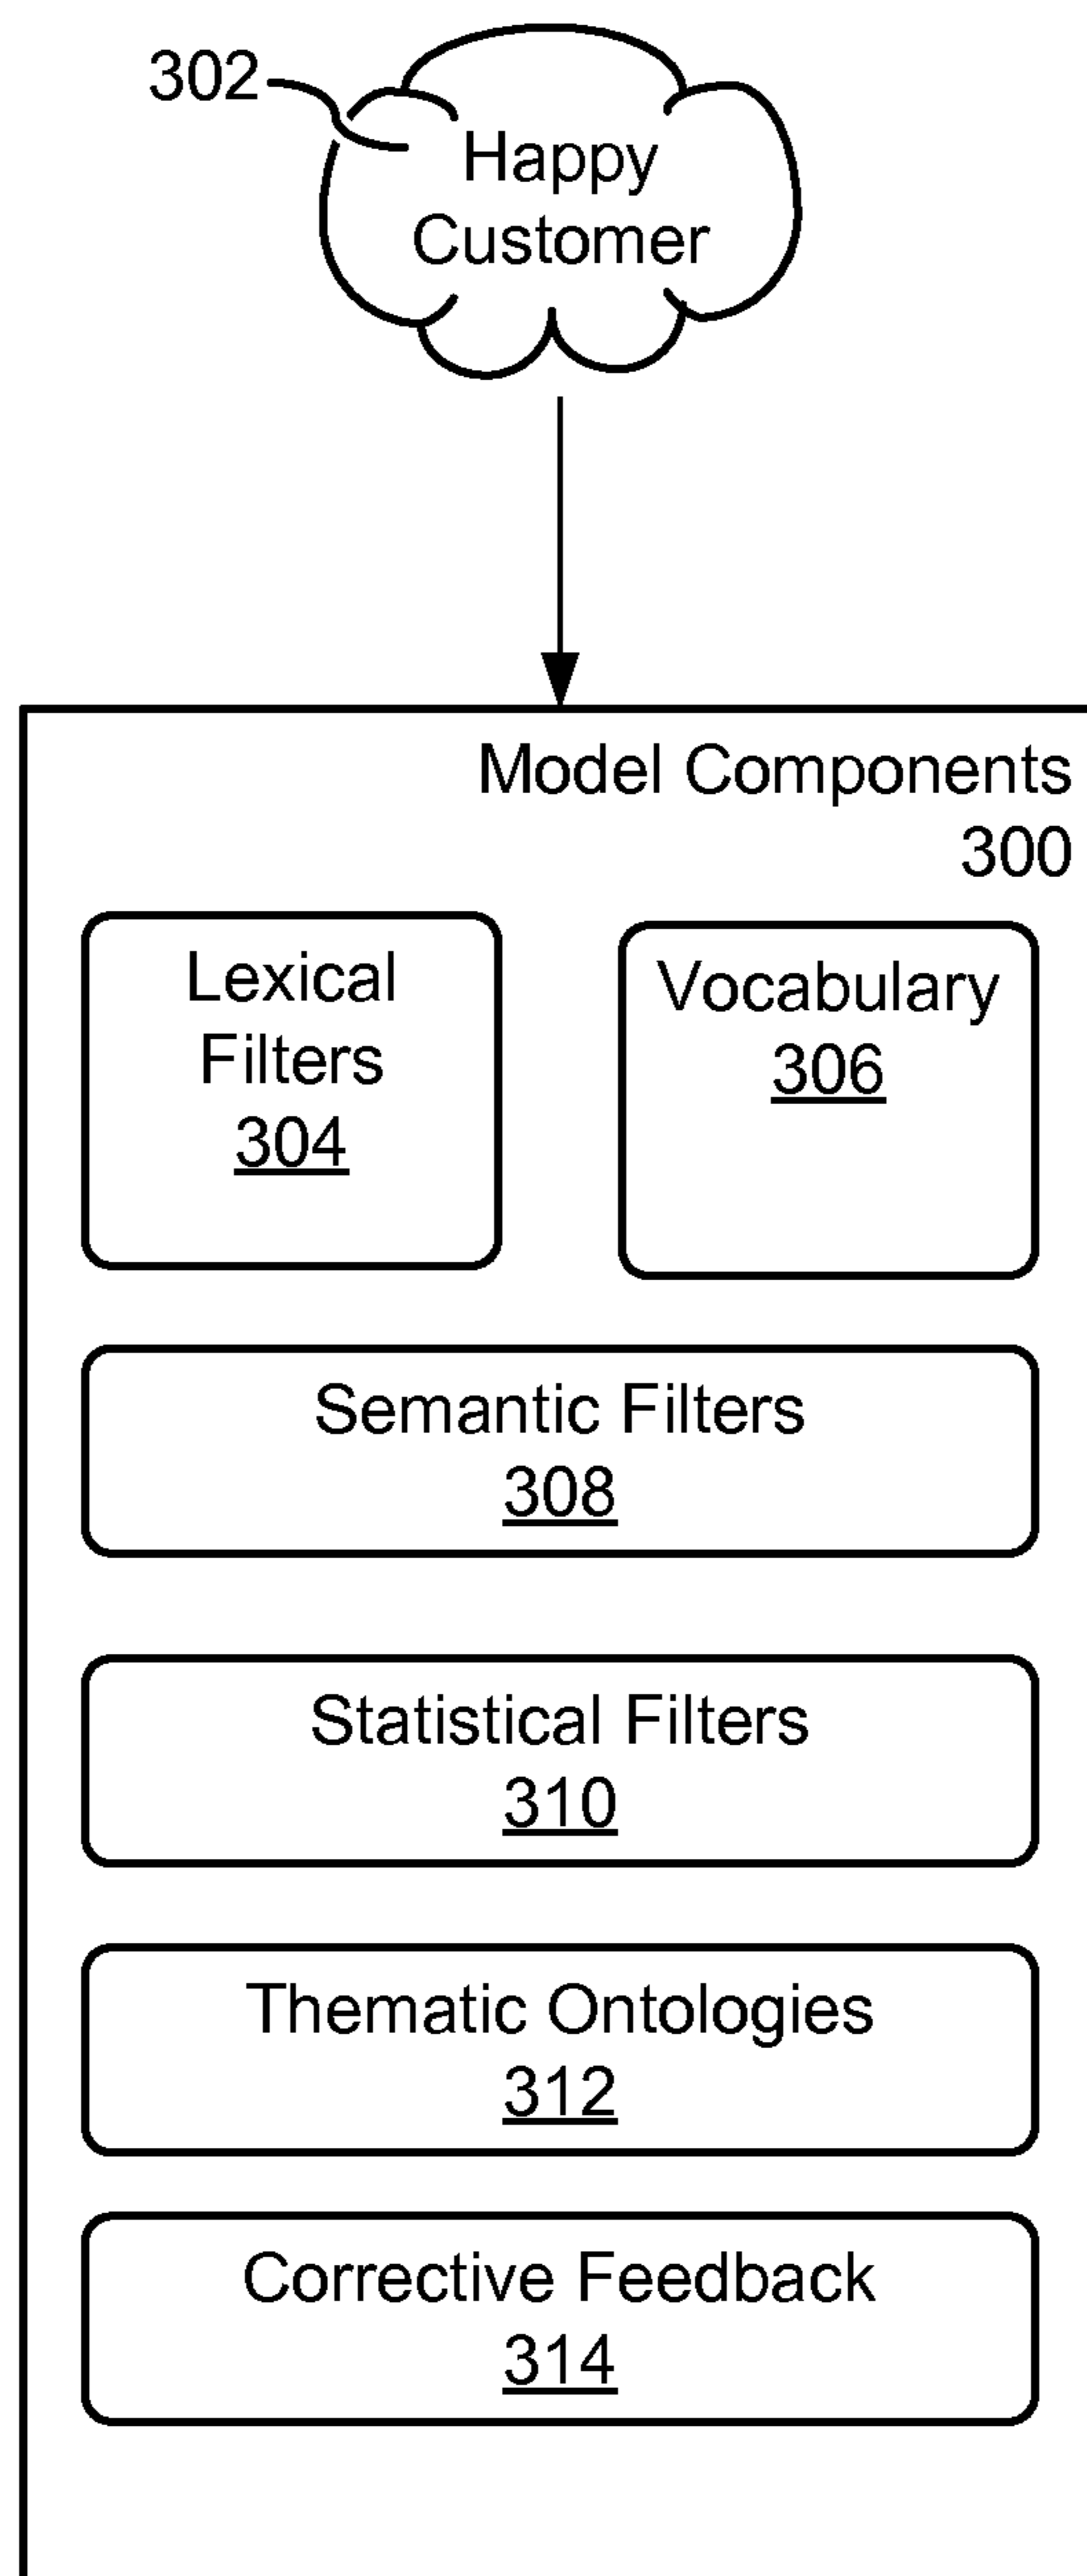 302
Happy
Customer
Model Components
300
Lexical
Filters
304
Vocabulary
306
Semantic Filters
308
Statistical Filters
310
Thematic Ontologies
312
Corrective Feedback
314